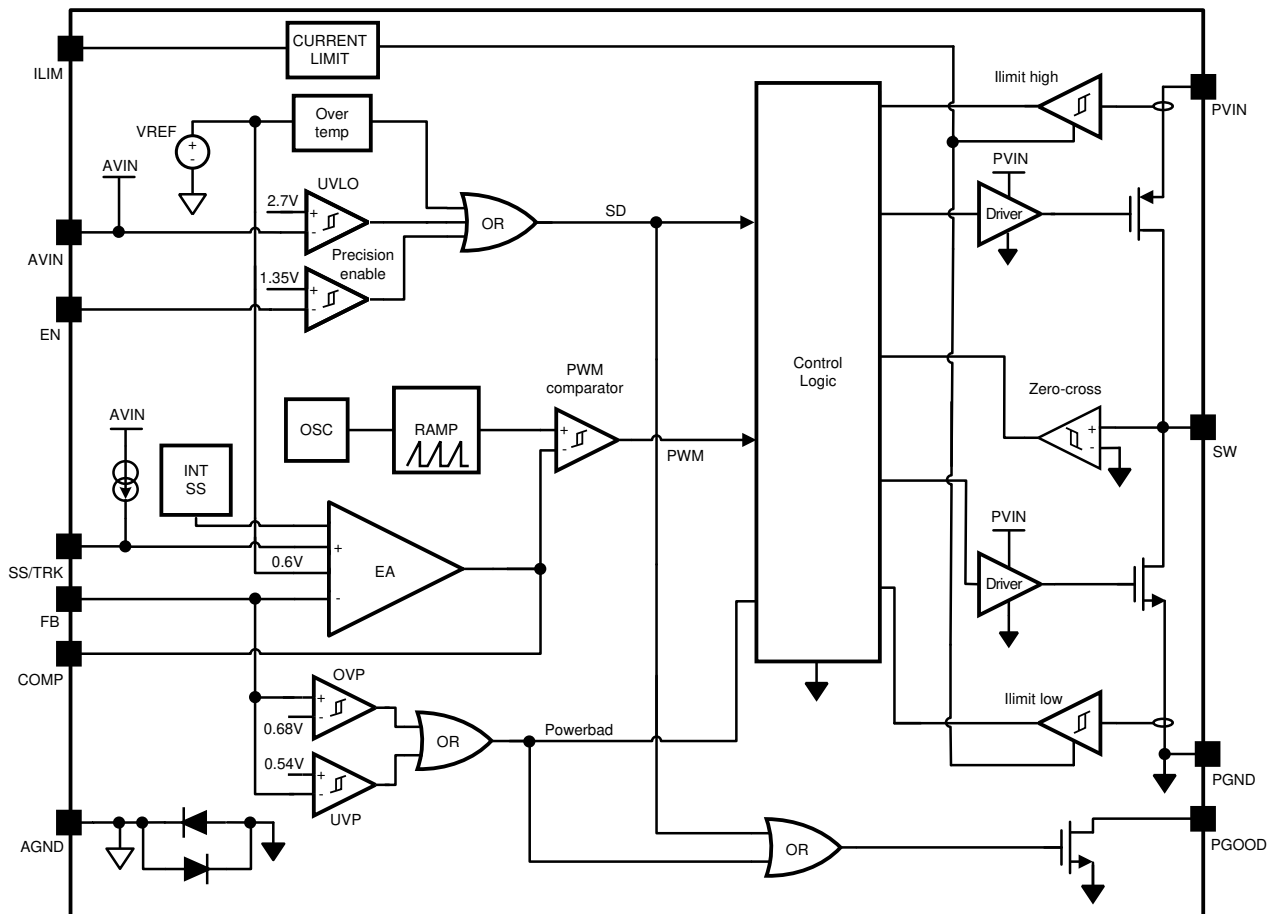 CURRENT
LIMIT
ILIM
Ilimit high
PVIN
Over
temp
VREF
+
-
AVIN
PVIN
UVLO
2.7V
+
-
OR
SD
Driver
AVIN
Precision
enable
1.35V
+
-
EN
Control
Logic
PWM
comparator
Zero-cross
AVIN
OSC
RAMP
+
-
PWM
+
-
SW
INT
SS
PVIN
SS/TRK
+
0.6V
EA
-
Driver
FB
COMP
OVP
+
-
0.68V
Ilimit low
OR
Powerbad
0.54V
+
-
UVP
PGND
AGND
OR
PGOOD